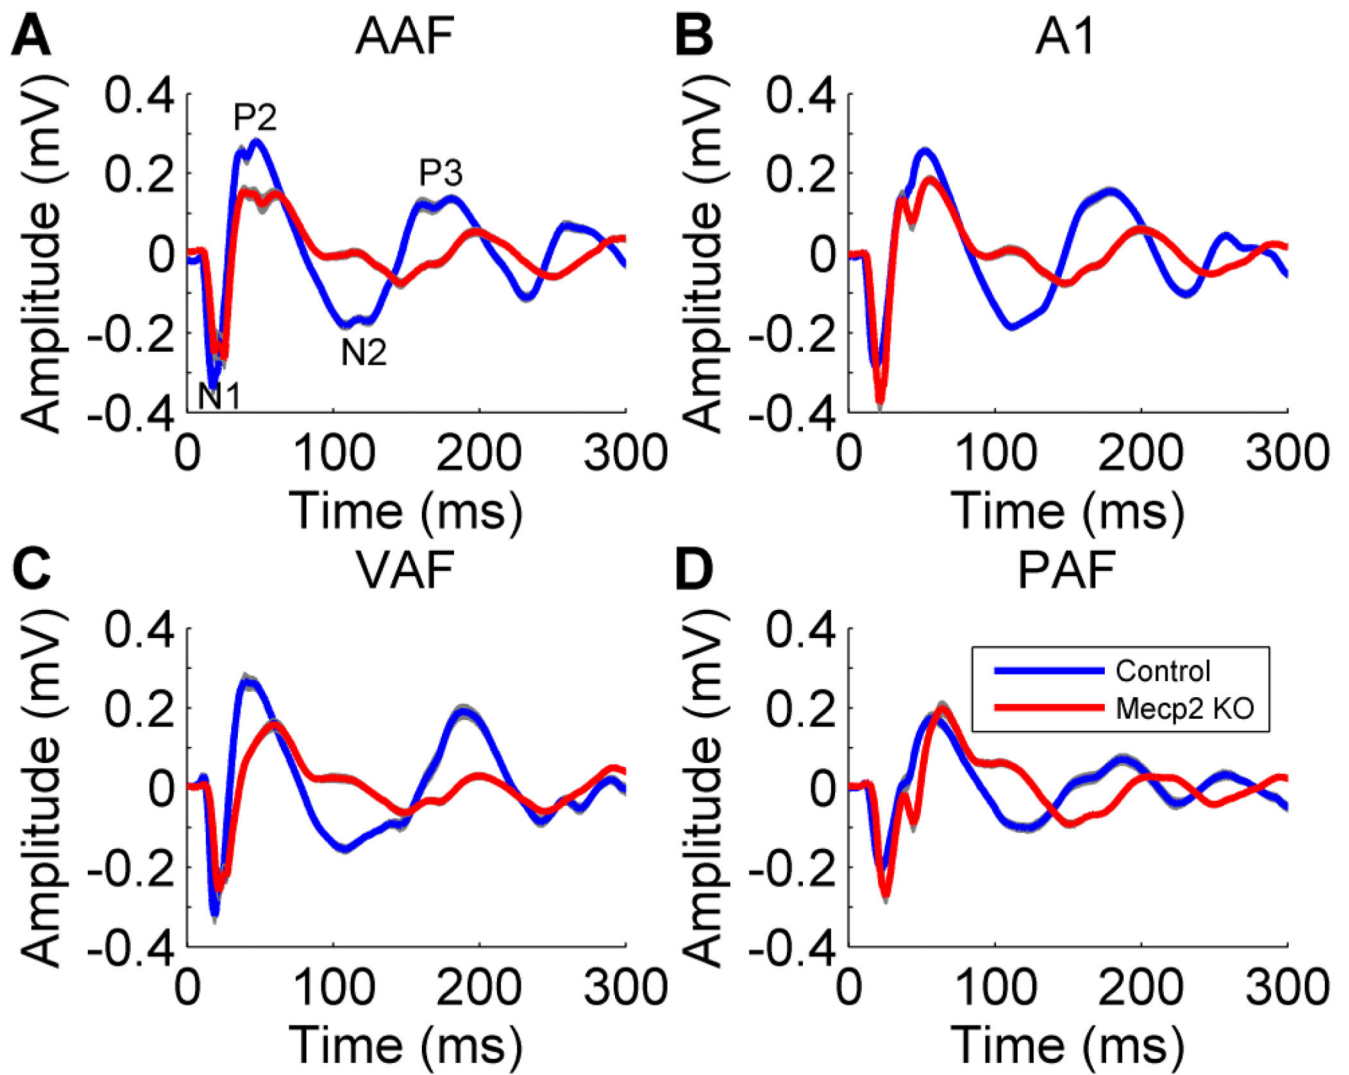 A
AAF
Amplitude (mV)
0.4
0.2
0
-0.2
-0.4
P2
P3
N2
N1
0 100 200 300
Time (ms)
B
A1
Amplitude (mV)
0.4
0.2
0
-0.2
-0.4
0 100 200 300
Time (ms)
C
VAF
Amplitude (mV)
0.4
0.2
0
-0.2
-0.4
0 100 200 300
Time (ms)
D
PAF
Amplitude (mV)
0.4
0.2
0
-0.2
-0.4
Control
Mecp2 KO
0 100 200 300
Time (ms)